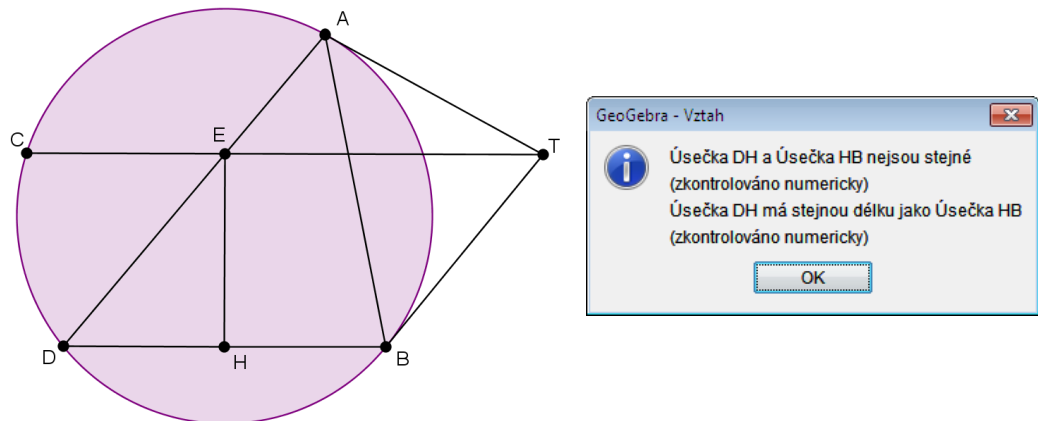 A
C
E
T
D
H
B
GeoGebra - Vztah
Úsečka DH a Úsečka HB nejsou stejné
(zkontrolováno numericky)
Úsečka DH má stejnou délku jako Úsečka HB
(zkontrolováno numericky)
OK